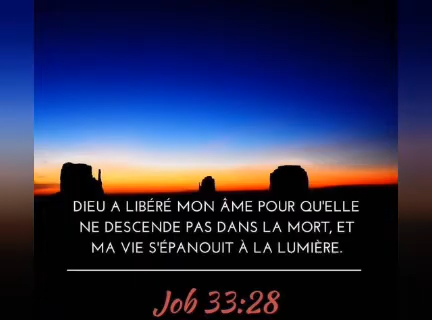 DIEU A LIBÉRÉ MON ÂME POUR QU'ELLE
NE DESCENDE PAS DANS LA MORT, ET
MA VIE S'ÉPANOUIT À LA LUMIÈRE.
Job 33:28